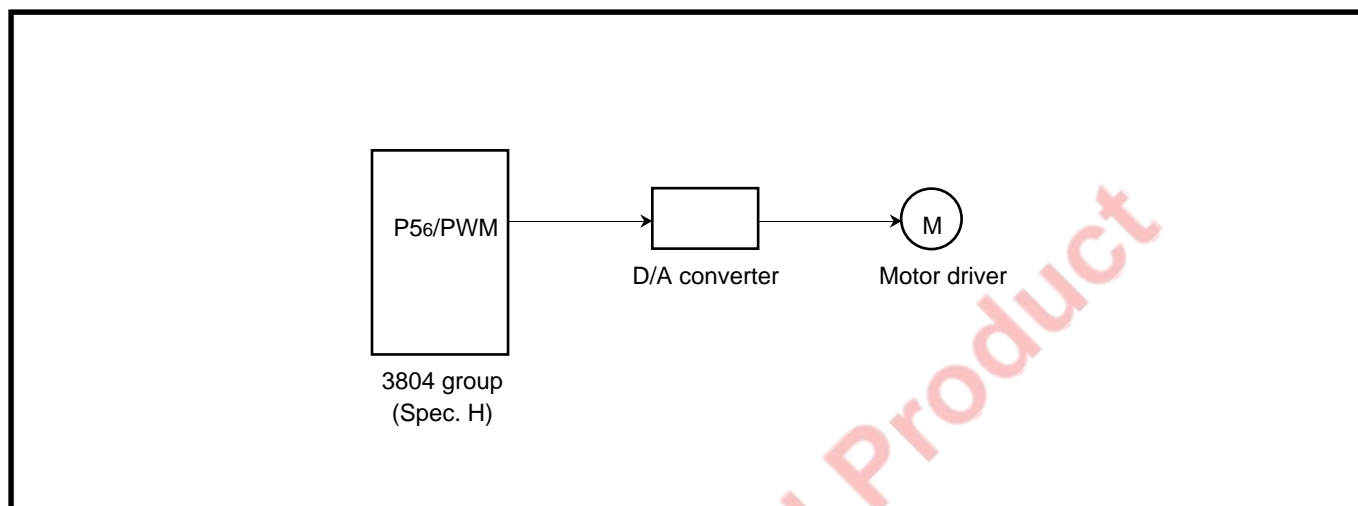 P56/PWM
M
D/A converter
Motor driver
3804 group
(Spec. H)
Product